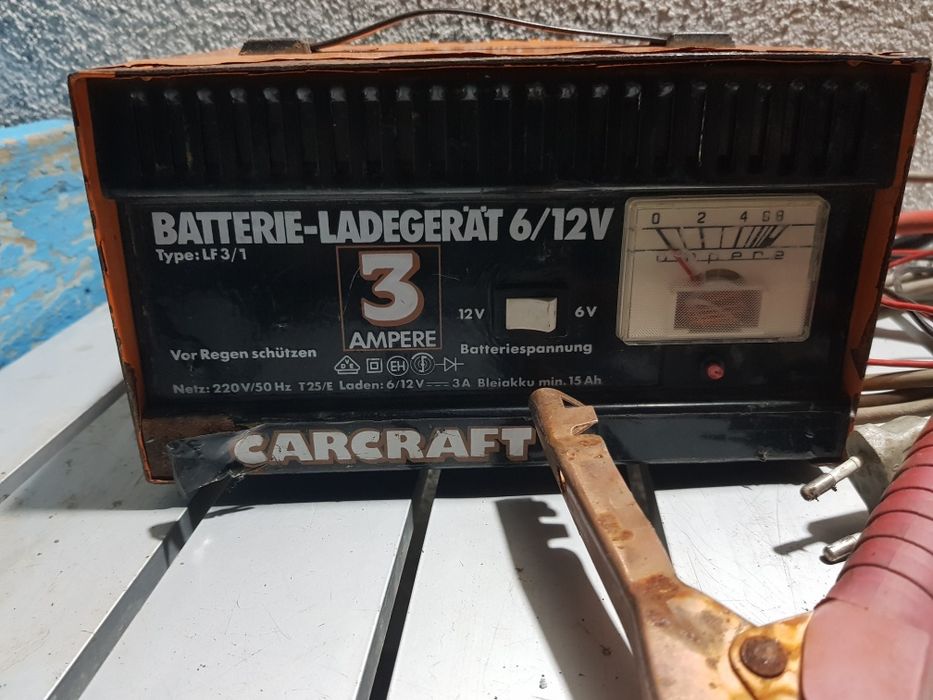 BATTERIE-LADEGERÄT 6/12V
Type: LF 3/1
3
AMPERE
12V
6V
Batteriespannung
Vor Regen schützen
Netz: 220V/50 Hz T25/E Laden: 6/12V 3A Bleiakku min. 15 Ah
0 2 4 6 8
Ampere
CARCRAFT